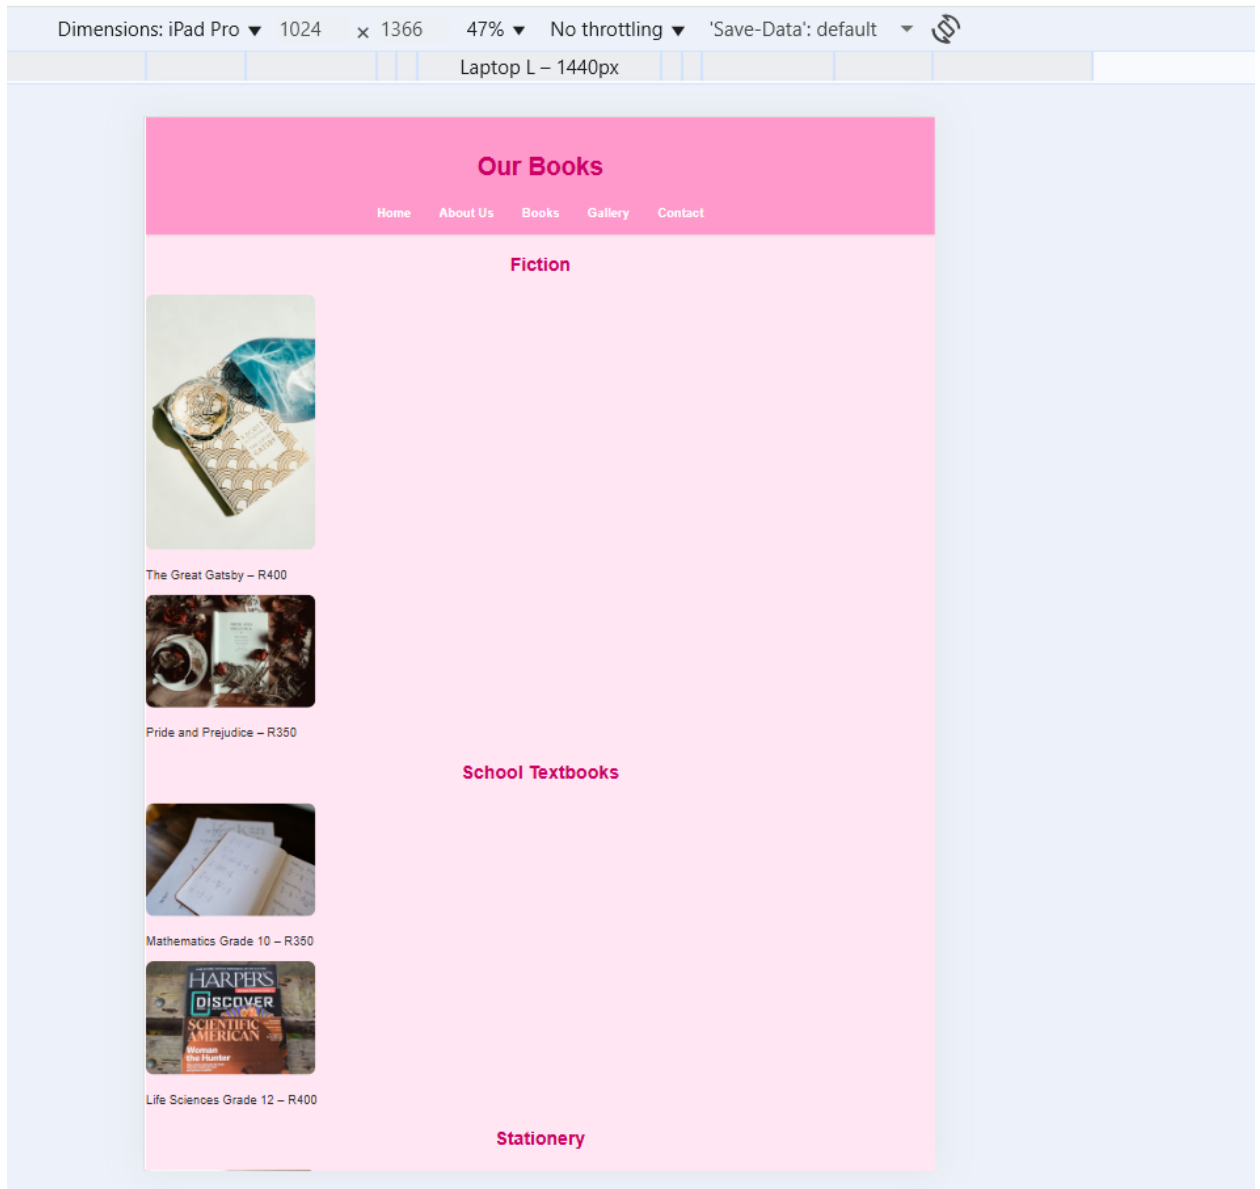 Dimensions: iPad Pro ▼ 1024 × 1366 47% ▼ No throttling ▼ 'Save-Data': default
Laptop L – 1440px
Our Books
Home About Us Books Gallery Contact
Fiction
GATSBY
The Great Gatsby – R400
Pride and Prejudice – R350
School Textbooks
Mathematics Grade 10 – R350
HARPER'S
DISCOVER
SCIENTIFIC
AMERICAN
Woman
the Hunter
Life Sciences Grade 12 – R400
Stationery